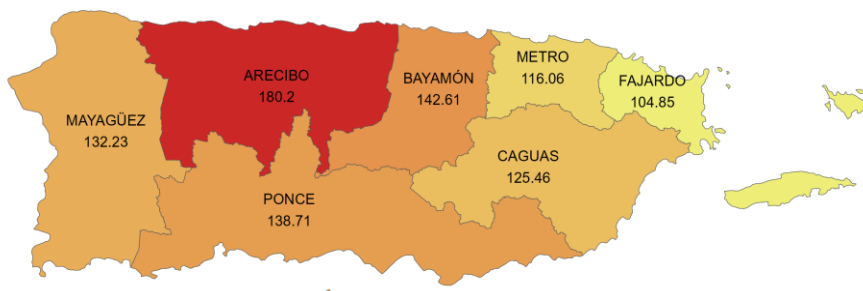 METRO
116.06
ARECIBO
180.2
BAYAMÓN
142.61
FAJARDO
104.85
MAYAGÜEZ
132.23
CAGUAS
125.46
PONCE
138.71